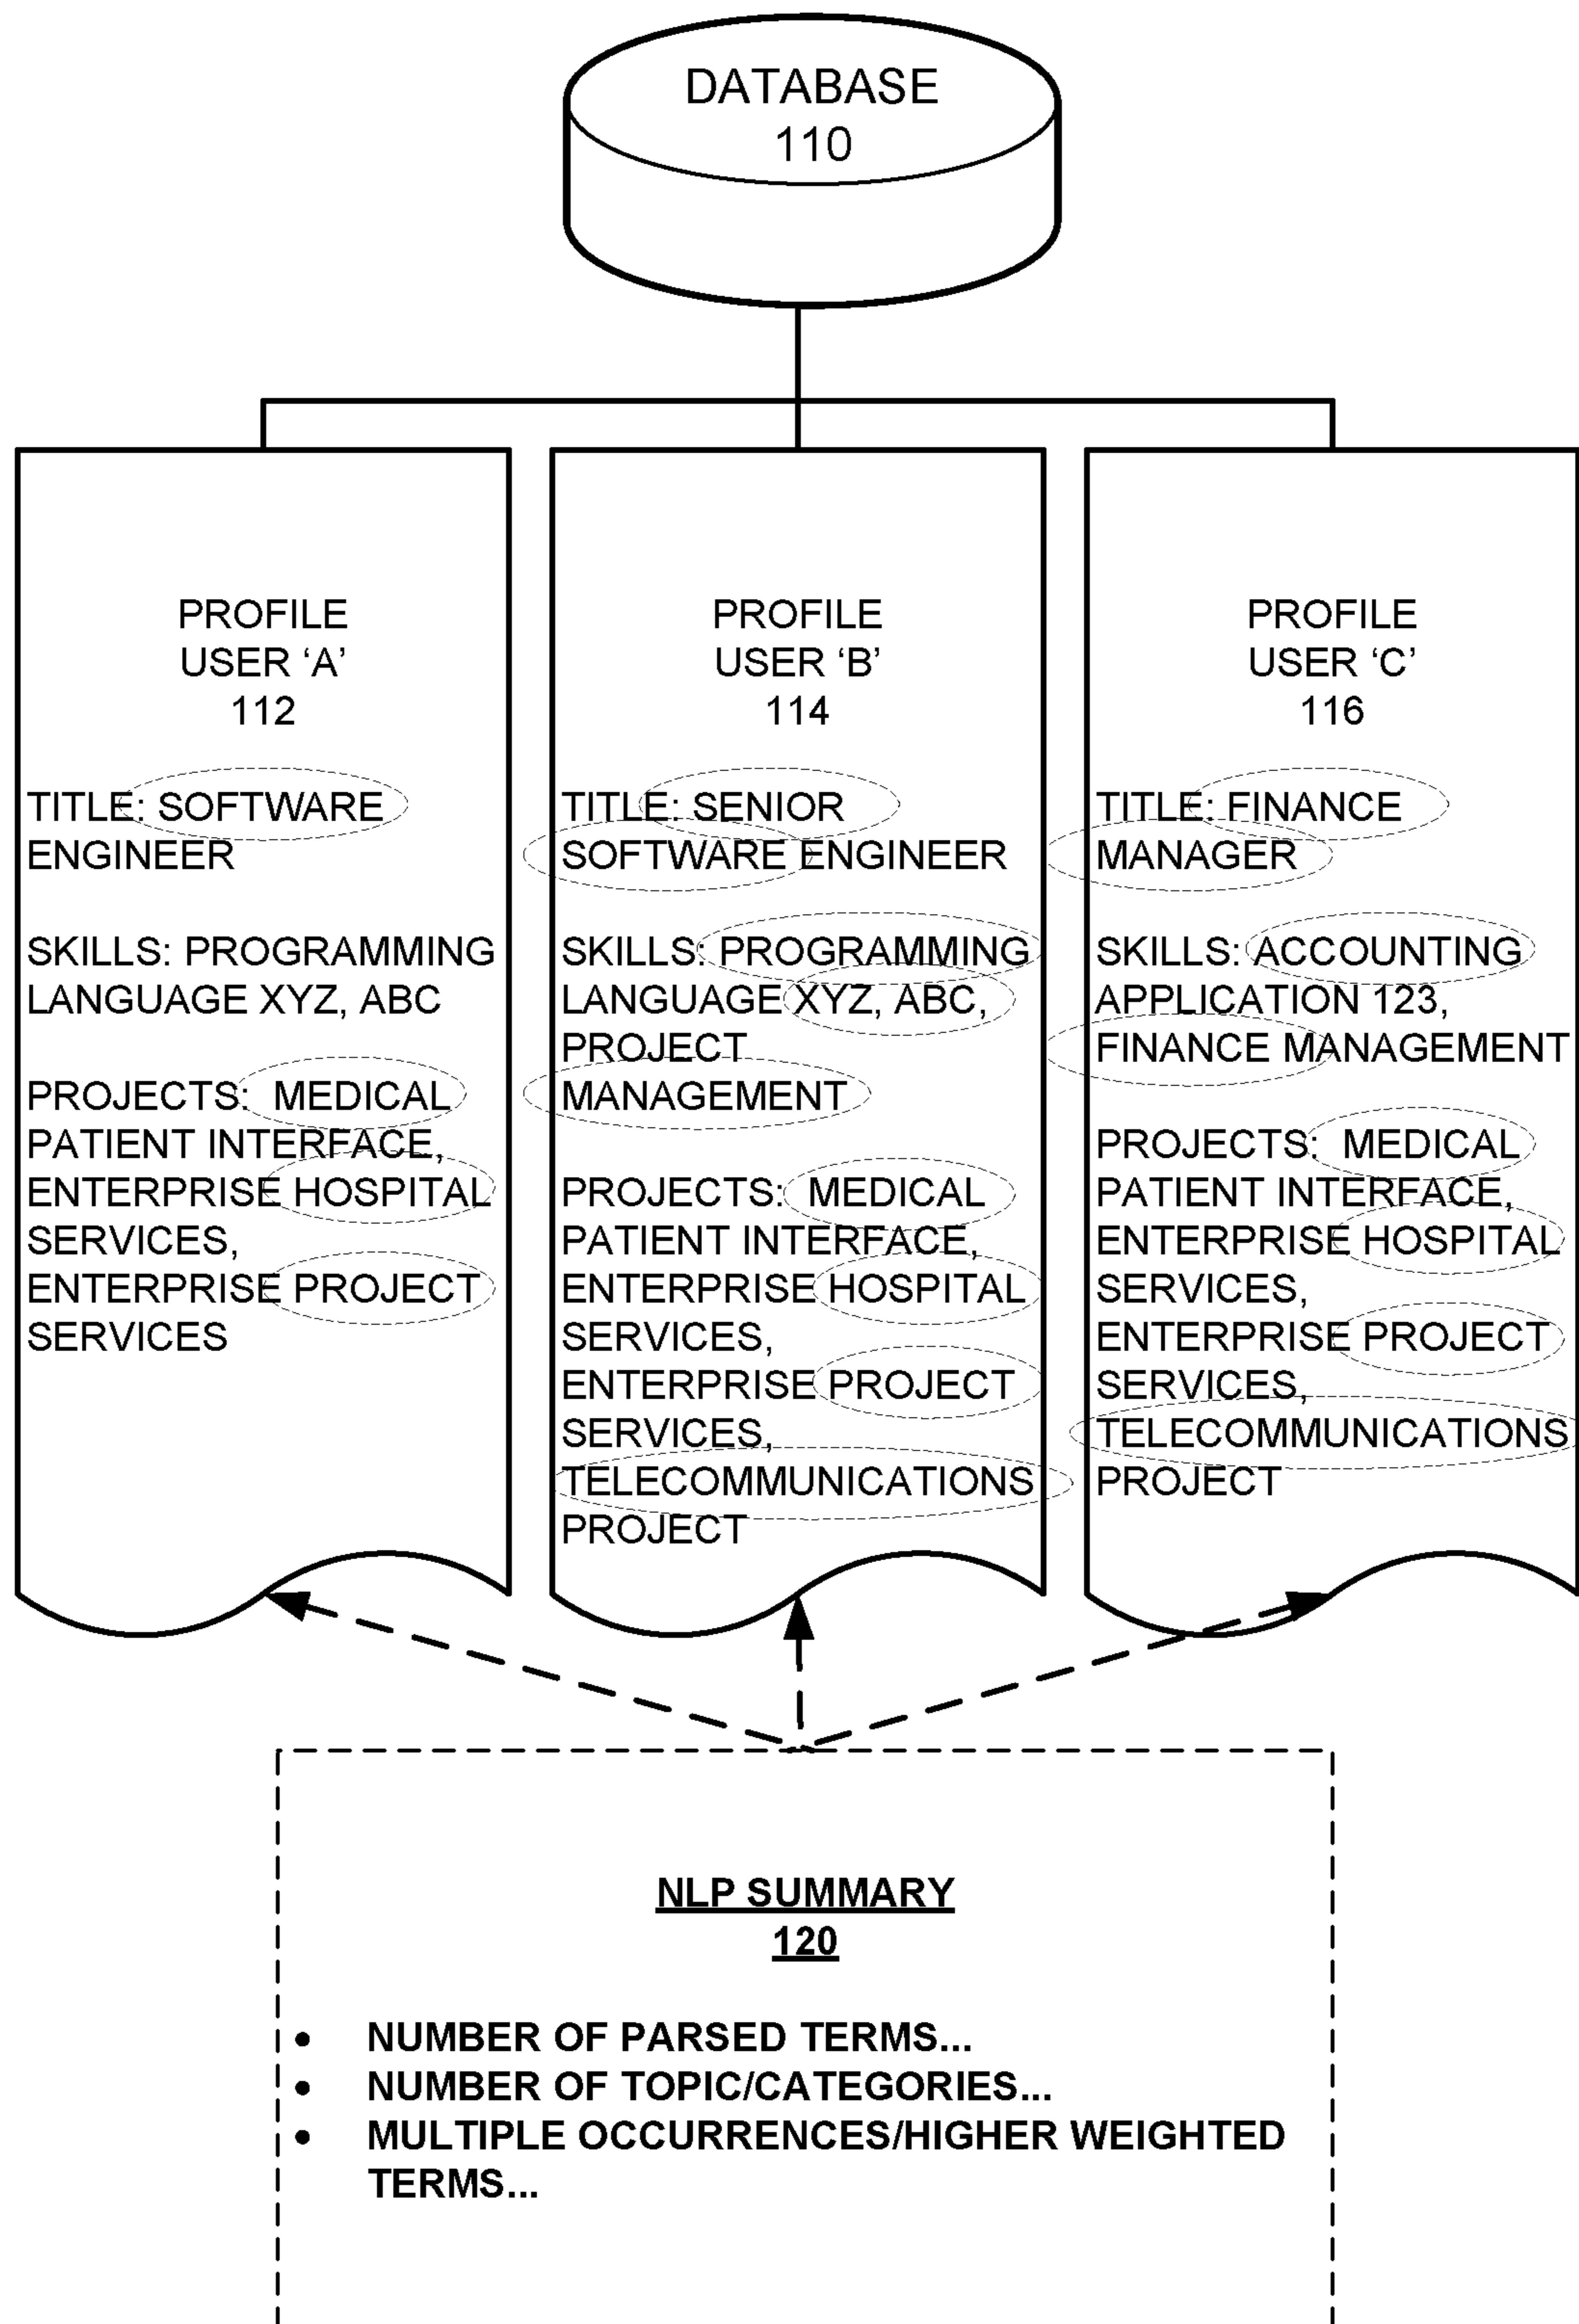 DATABASE
110
PROFILE
USER ‘A’
112
TITLE: SOFTWARE
ENGINEER
SKILLS: PROGRAMMING
LANGUAGE XYZ, ABC
PROJECTS: MEDICAL
PATIENT INTERFACE,
ENTERPRISE HOSPITAL
SERVICES,
ENTERPRISE PROJECT
SERVICES
PROFILE
USER ‘B’
114
TITLE: SENIOR
SOFTWARE ENGINEER
SKILLS: PROGRAMMING
LANGUAGE XYZ, ABC,
PROJECT
MANAGEMENT
PROJECTS: MEDICAL
PATIENT INTERFACE,
ENTERPRISE HOSPITAL
SERVICES,
ENTERPRISE PROJECT
SERVICES,
TELECOMMUNICATIONS
PROJECT
PROFILE
USER ‘C’
116
TITLE: FINANCE
MANAGER
SKILLS: ACCOUNTING
APPLICATION 123,
FINANCE MANAGEMENT
PROJECTS: MEDICAL
PATIENT INTERFACE,
ENTERPRISE HOSPITAL
SERVICES,
ENTERPRISE PROJECT
SERVICES,
TELECOMMUNICATIONS
PROJECT
NLP SUMMARY
120
• NUMBER OF PARSED TERMS...
• NUMBER OF TOPIC/CATEGORIES...
• MULTIPLE OCCURRENCES/HIGHER WEIGHTED
TERMS...